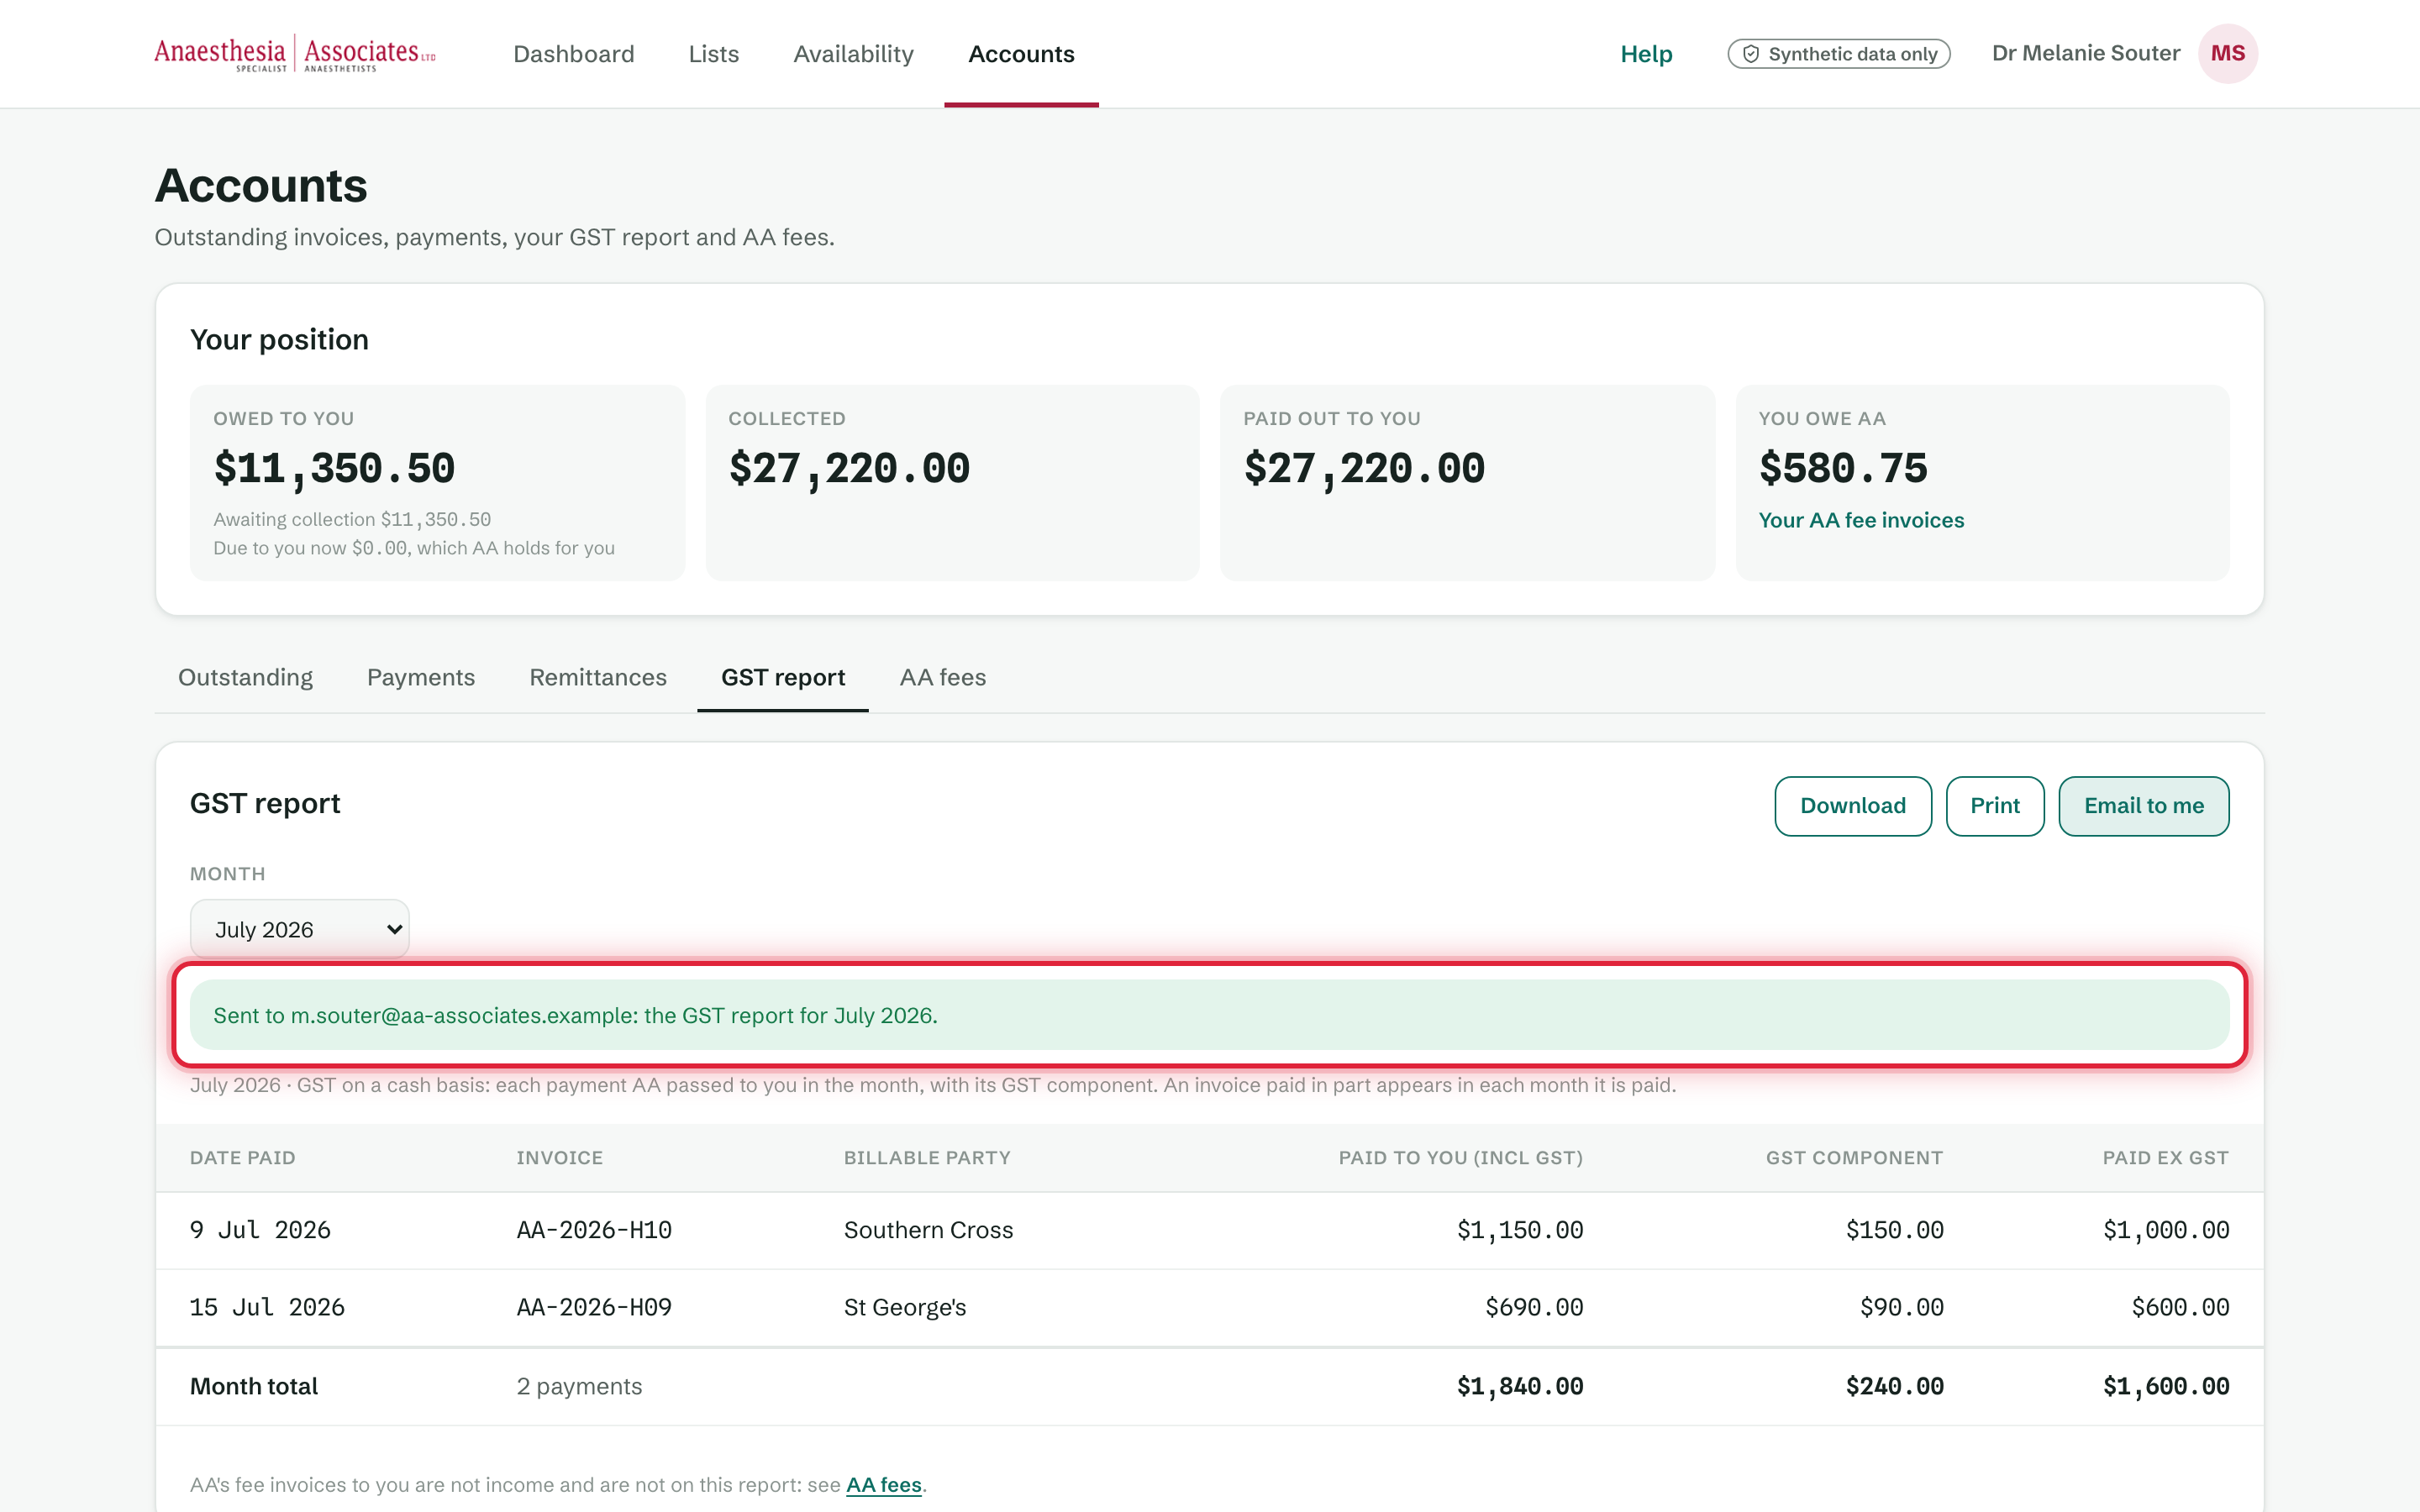 Anaesthesia Associates LTD
SPECIALIST ANAESTHETISTS
Dashboard
Lists
Availability
Accounts
Help
Synthetic data only
Dr Melanie Souter
MS
Accounts
Outstanding invoices, payments, your GST report and AA fees.
Your position
OWED TO YOU
$11,350.50
Awaiting collection $11,350.50
Due to you now $0.00, which AA holds for you
COLLECTED
$27,220.00
PAID OUT TO YOU
$27,220.00
YOU OWE AA
$580.75
Your AA fee invoices
Outstanding
Payments
Remittances
GST report
AA fees
GST report
Download
Print
Email to me
MONTH
July 2026
Sent to m.souter@aa-associates.example: the GST report for July 2026.
July 2026 · GST on a cash basis: each payment AA passed to you in the month, with its GST component. An invoice paid in part appears in each month it is paid.
DATE PAID INVOICE BILLABLE PARTY PAID TO YOU (INCL GST) GST COMPONENT PAID EX GST
9 Jul 2026 AA-2026-H10 Southern Cross $1,150.00 $150.00 $1,000.00
15 Jul 2026 AA-2026-H09 St George's $690.00 $90.00 $600.00
Month total 2 payments $1,840.00 $240.00 $1,600.00
AA's fee invoices to you are not income and are not on this report: see AA fees.